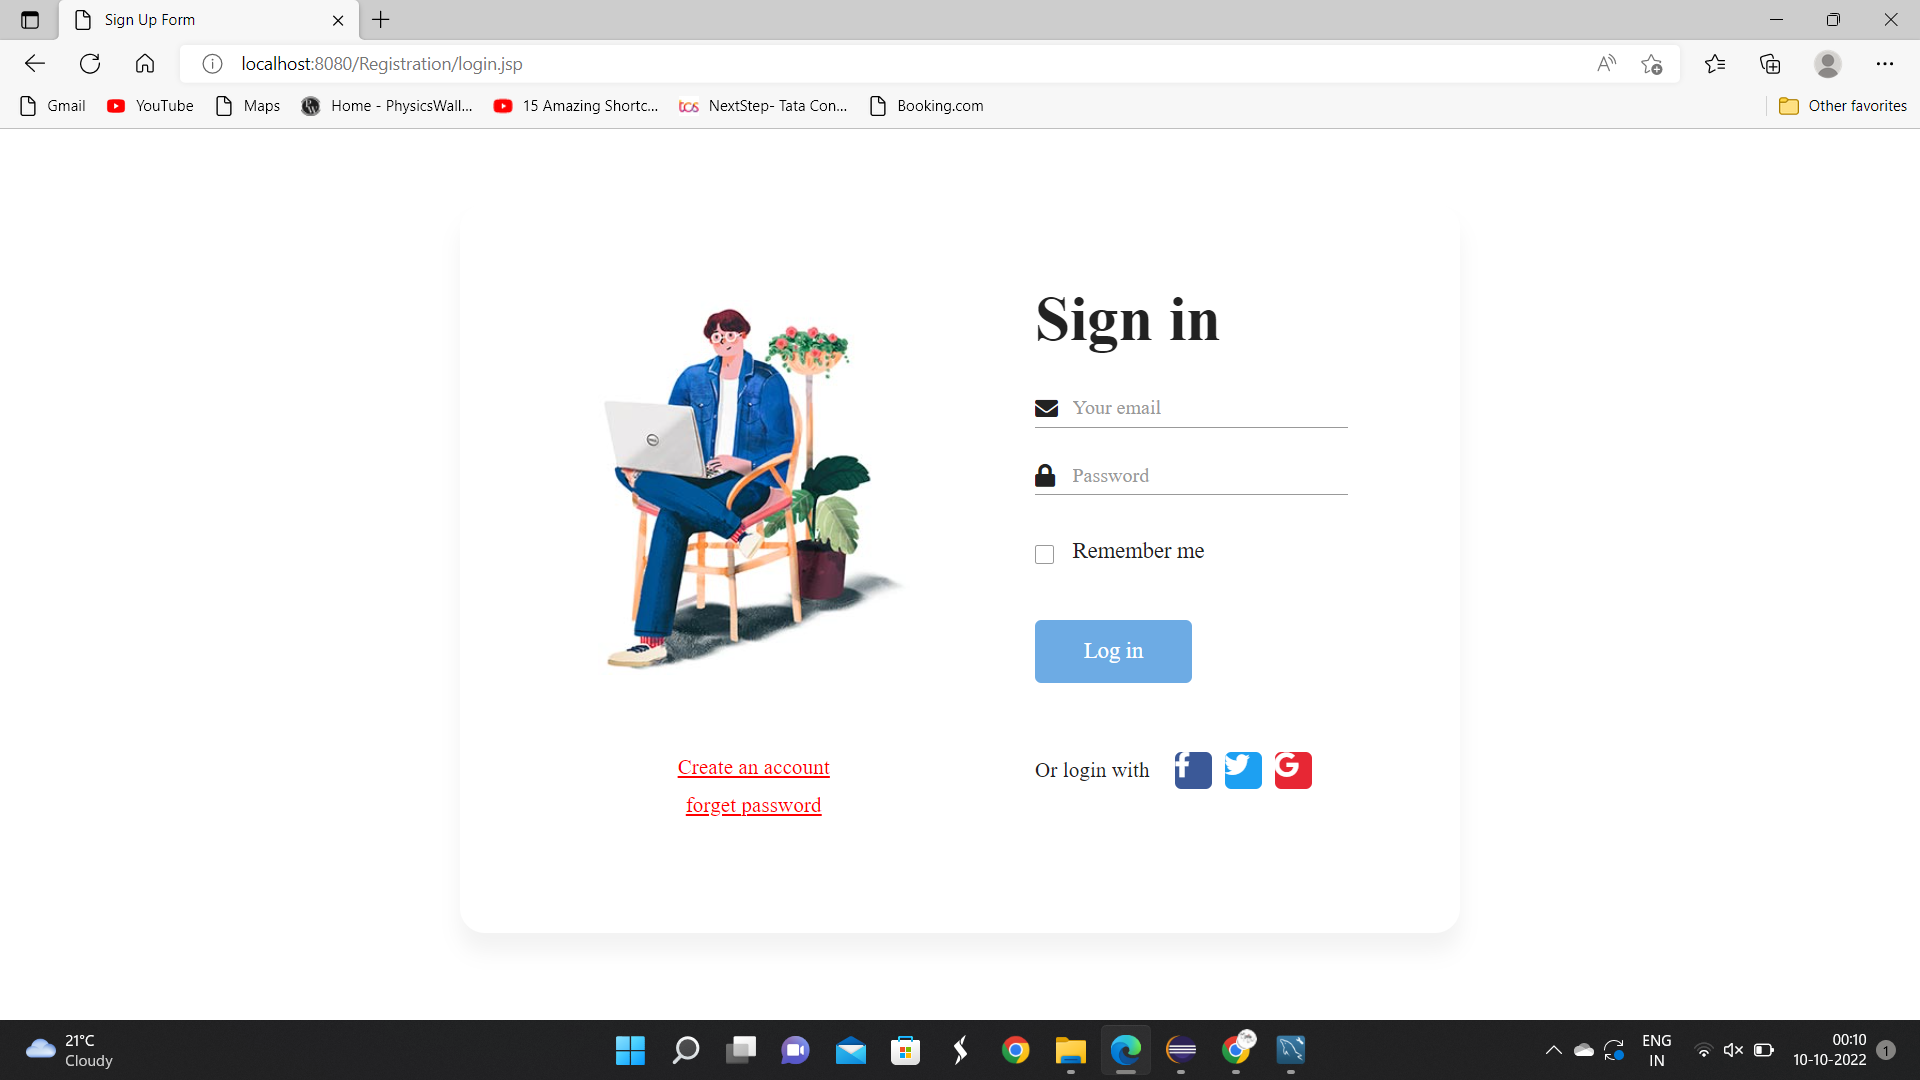 Sign Up Form
localhost:8080/Registration/login.jsp
Gmail YouTube Maps Home - PhysicsWall... 15 Amazing Shortc... NextStep- Tata Con... Booking.com Other favorites
Sign in
Your email
Password
Remember me
Log in
Create an account
forget password
Or login with
21°C
Cloudy
ENG
IN
00:10
10-10-2022
1